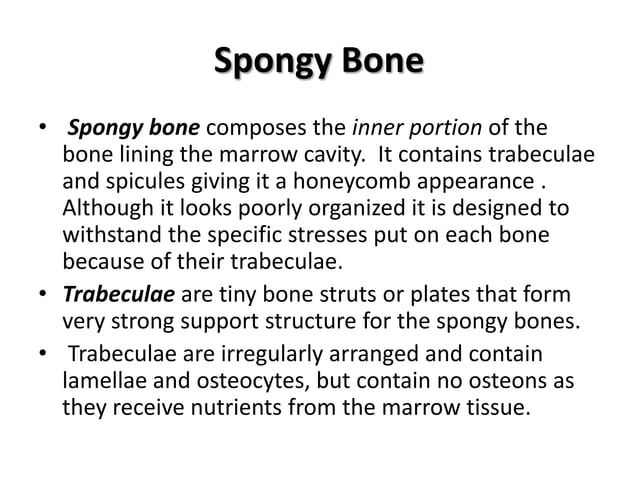 Spongy Bone
• Spongy bone composes the inner portion of the
bone lining the marrow cavity. It contains trabeculae
and spicules giving it a honeycomb appearance .
Although it looks poorly organized it is designed to
withstand the specific stresses put on each bone
because of their trabeculae.
• Trabeculae are tiny bone struts or plates that form
very strong support structure for the spongy bones.
• Trabeculae are irregularly arranged and contain
lamellae and osteocytes, but contain no osteons as
they receive nutrients from the marrow tissue.